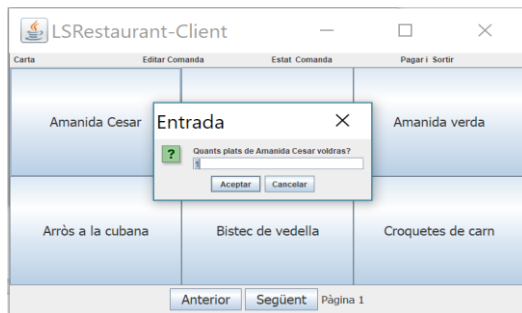 LSRestaurant-Client
Carta Editar Comanda Estat Comanda Pagar i Sortir
Amanida Cesar
Amanida verda
Entrada
?
Quants plats de Amanida Cesar voldras?
1
Aceptar Cancelar
Arròs a la cubana Bistec de vedella Croquetes de carn
Anterior Següent Pàgina 1